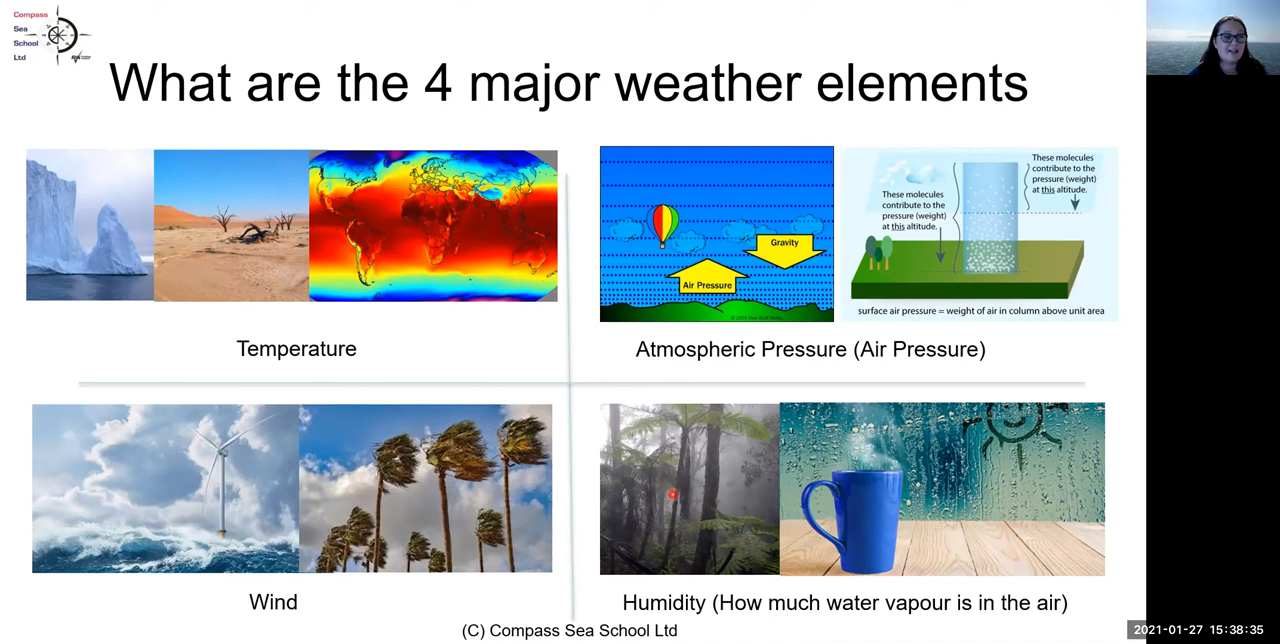 Compass
Sea
School
Ltd
What are the 4 major weather elements
Gravity
Air Pressure
These molecules
contribute to the
pressure (weight)
at this altitude.
These molecules
contribute to the
pressure (weight)
at this altitude.
surface air pressure = weight of air in column above unit area
Temperature
Atmospheric Pressure (Air Pressure)
Wind
Humidity (How much water vapour is in the air)
(C) Compass Sea School Ltd
2021-01-27 15:38:35